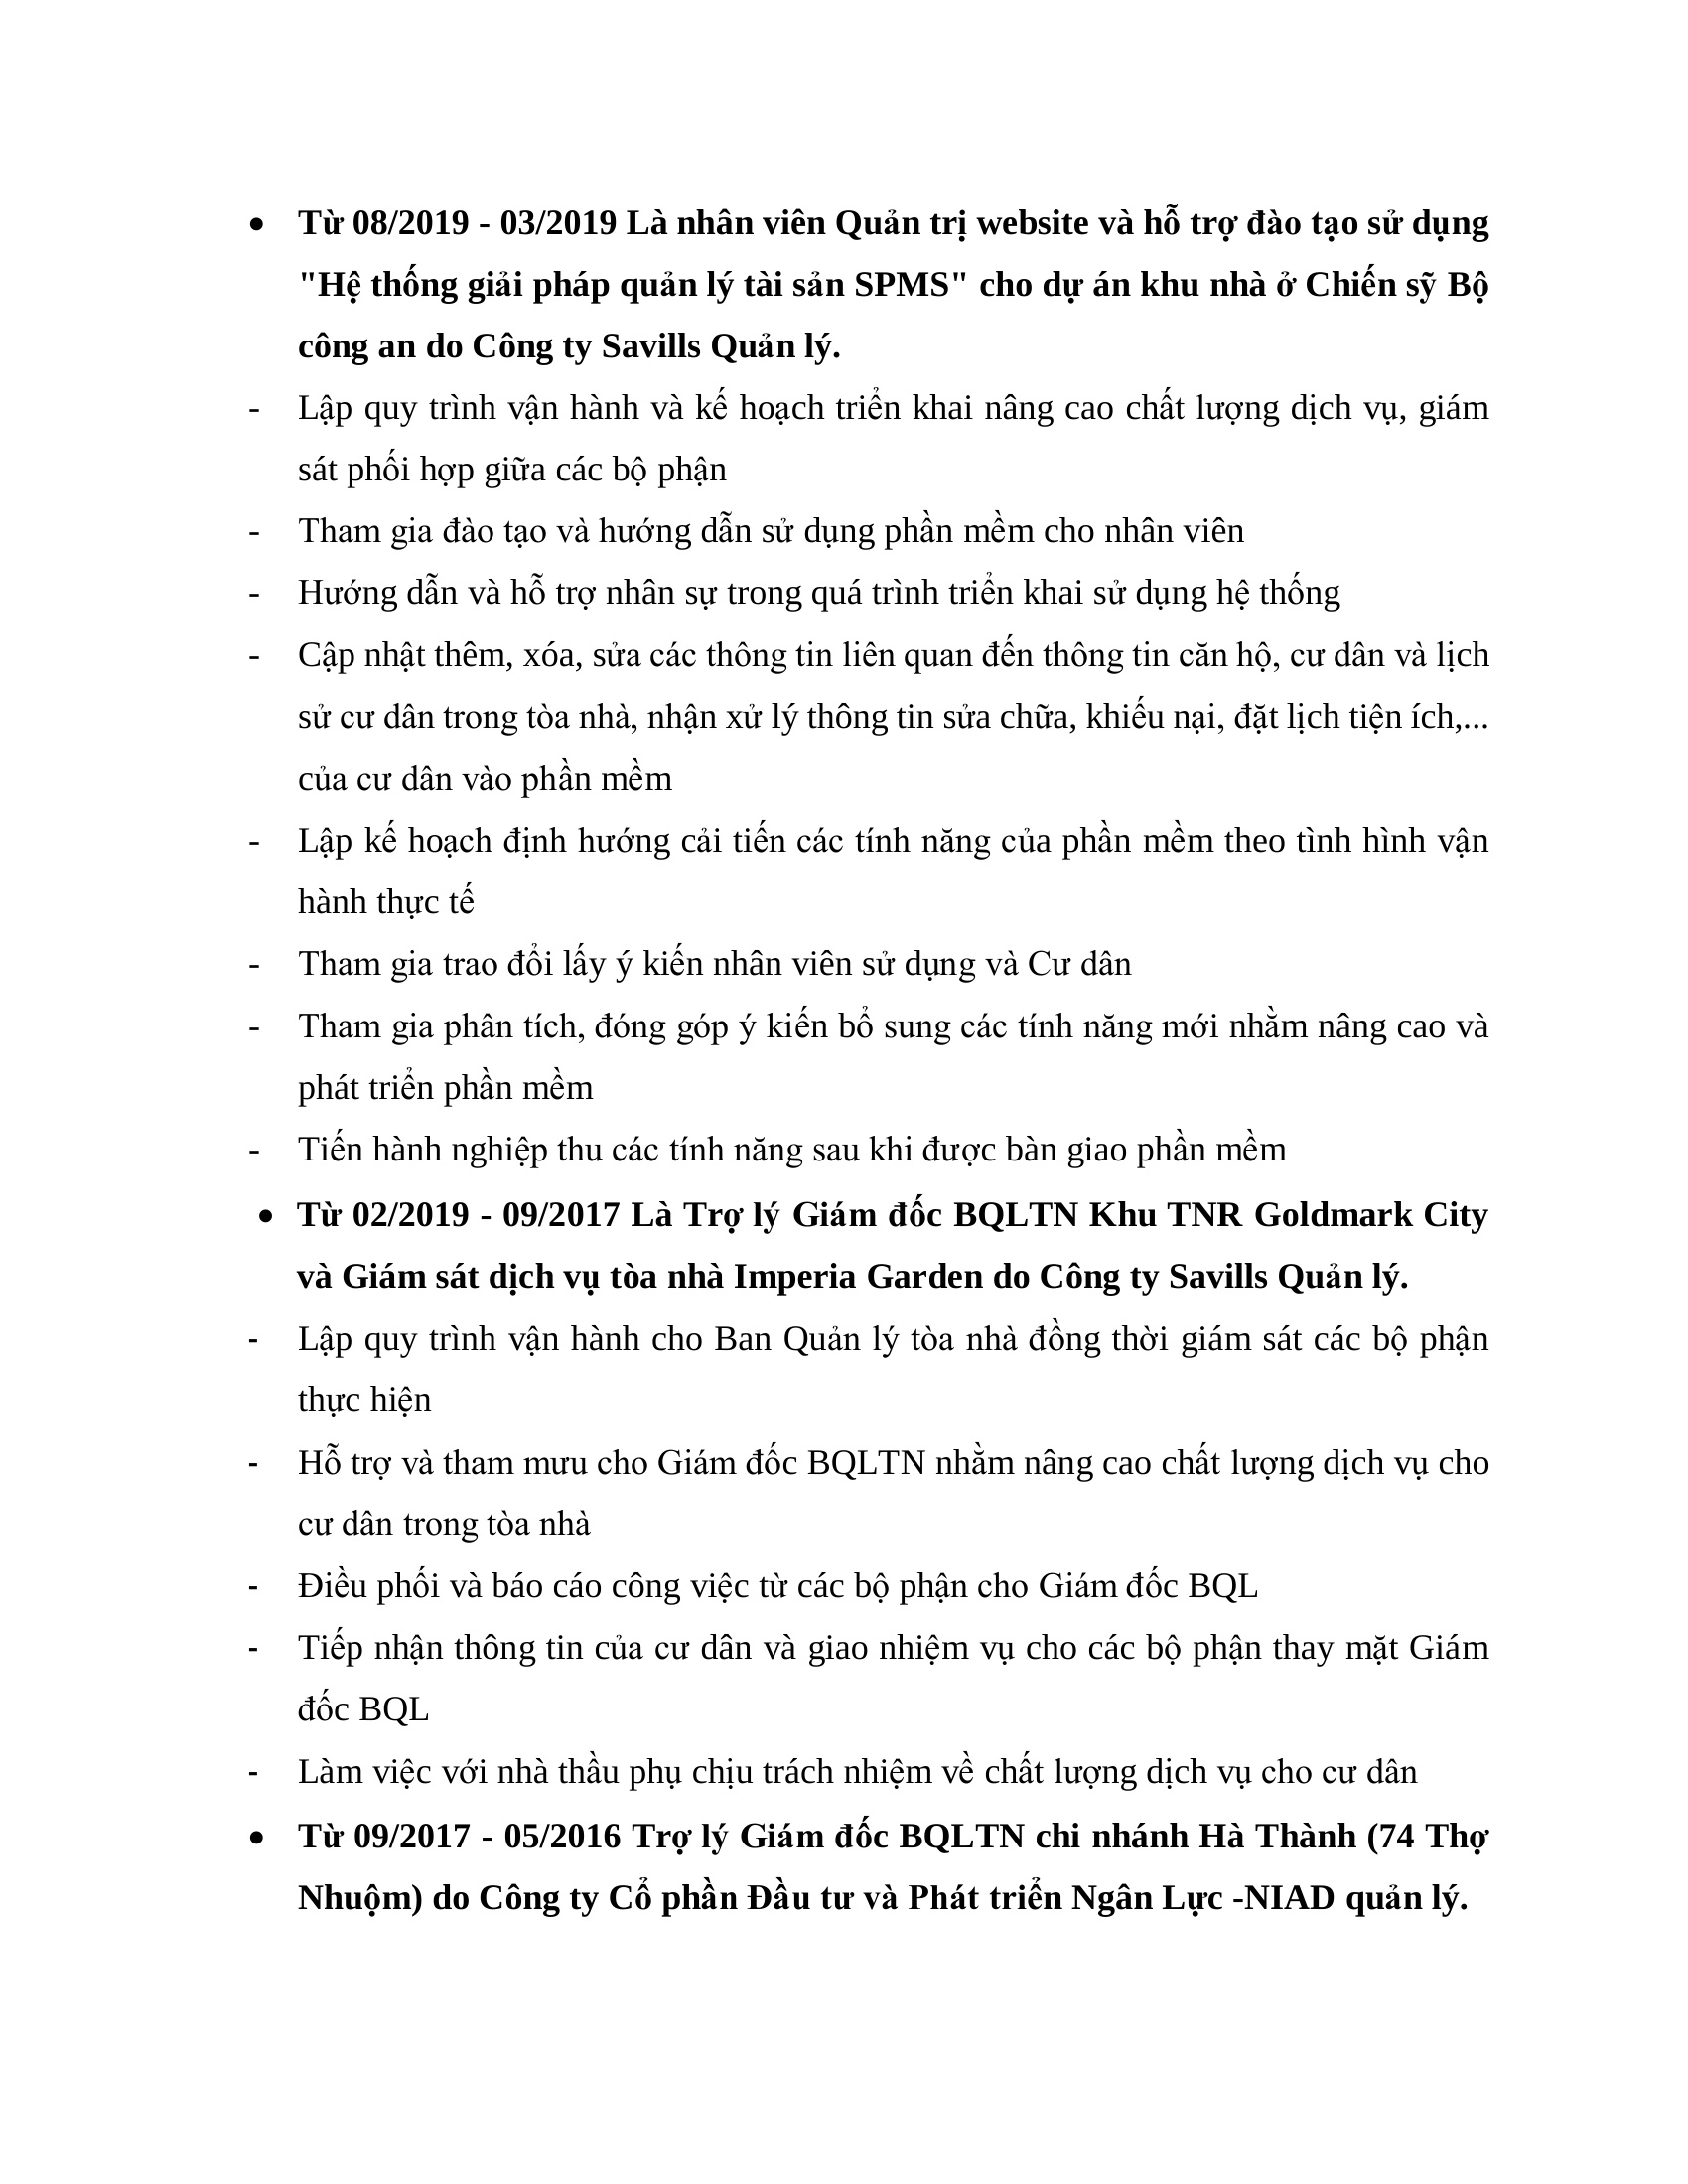 • Từ 08/2019 - 03/2019 Là nhân viên Quản trị website và hỗ trợ đào tạo sử dụng
"Hệ thống giải pháp quản lý tài sản SPMS" cho dự án khu nhà ở Chiến sỹ Bộ
công an do Công ty Savills Quản lý.
- Lập quy trình vận hành và kế hoạch triển khai nâng cao chất lượng dịch vụ, giám
sát phối hợp giữa các bộ phận
- Tham gia đào tạo và hướng dẫn sử dụng phần mềm cho nhân viên
- Hướng dẫn và hỗ trợ nhân sự trong quá trình triển khai sử dụng hệ thống
- Cập nhật thêm, xóa, sửa các thông tin liên quan đến thông tin căn hộ, cư dân và lịch
sử cư dân trong tòa nhà, nhận xử lý thông tin sửa chữa, khiếu nại, đặt lịch tiện ích,...
của cư dân vào phần mềm
- Lập kế hoạch định hướng cải tiến các tính năng của phần mềm theo tình hình vận
hành thực tế
- Tham gia trao đổi lấy ý kiến nhân viên sử dụng và Cư dân
- Tham gia phân tích, đóng góp ý kiến bổ sung các tính năng mới nhằm nâng cao và
phát triển phần mềm
- Tiến hành nghiệp thu các tính năng sau khi được bàn giao phần mềm
• Từ 02/2019 - 09/2017 Là Trợ lý Giám đốc BQLTN Khu TNR Goldmark City
và Giám sát dịch vụ tòa nhà Imperia Garden do Công ty Savills Quản lý.
- Lập quy trình vận hành cho Ban Quản lý tòa nhà đồng thời giám sát các bộ phận
thực hiện
- Hỗ trợ và tham mưu cho Giám đốc BQLTN nhằm nâng cao chất lượng dịch vụ cho
cư dân trong tòa nhà
- Điều phối và báo cáo công việc từ các bộ phận cho Giám đốc BQL
- Tiếp nhận thông tin của cư dân và giao nhiệm vụ cho các bộ phận thay mặt Giám
đốc BQL
- Làm việc với nhà thầu phụ chịu trách nhiệm về chất lượng dịch vụ cho cư dân
• Từ 09/2017 - 05/2016 Trợ lý Giám đốc BQLTN chi nhánh Hà Thành (74 Thợ
Nhuộm) do Công ty Cổ phần Đầu tư và Phát triển Ngân Lực -NIAD quản lý.